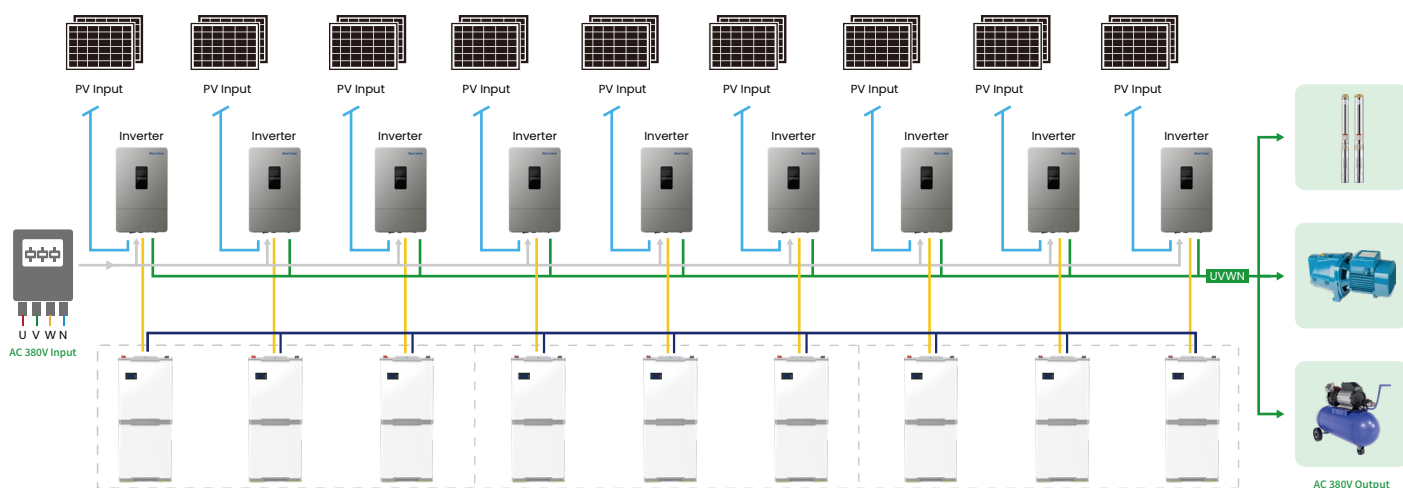 PV Input PV Input PV Input PV Input PV Input PV Input PV Input PV Input PV Input
Inverter Inverter Inverter Inverter Inverter Inverter Inverter Inverter Inverter
UVWN
U V W N
AC 380V Input
AC 380V Output